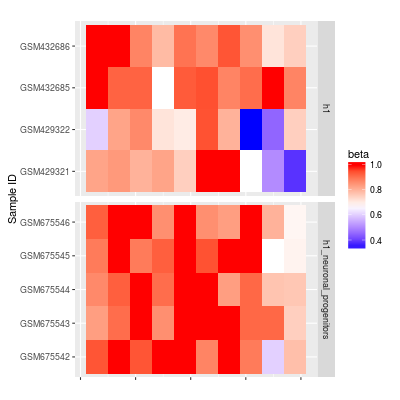 GSM432686
GSM432685
GSM429322
GSM429321
h1
GSM675546
GSM675545
GSM675544
GSM675543
GSM675542
h1_neuronal_progenitors
Sample ID
beta
1.0
0.8
0.6
0.4